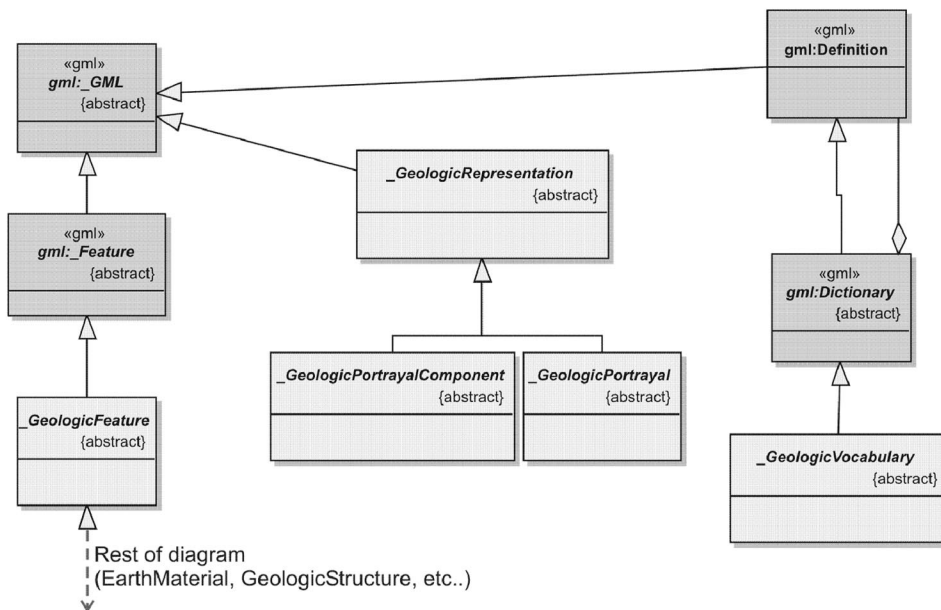 «gml»
gml:_GML
{abstract}
«gml»
gml:Definition
_GeologicRepresentation
{abstract}
«gml»
gml:_Feature
{abstract}
«gml»
gml:Dictionary
{abstract}
_GeologicPortrayalComponent
{abstract}
_GeologicPortrayal
{abstract}
_GeologicFeature
{abstract}
_GeologicVocabulary
{abstract}
Rest of diagram
(EarthMaterial, GeologicStructure, etc..)